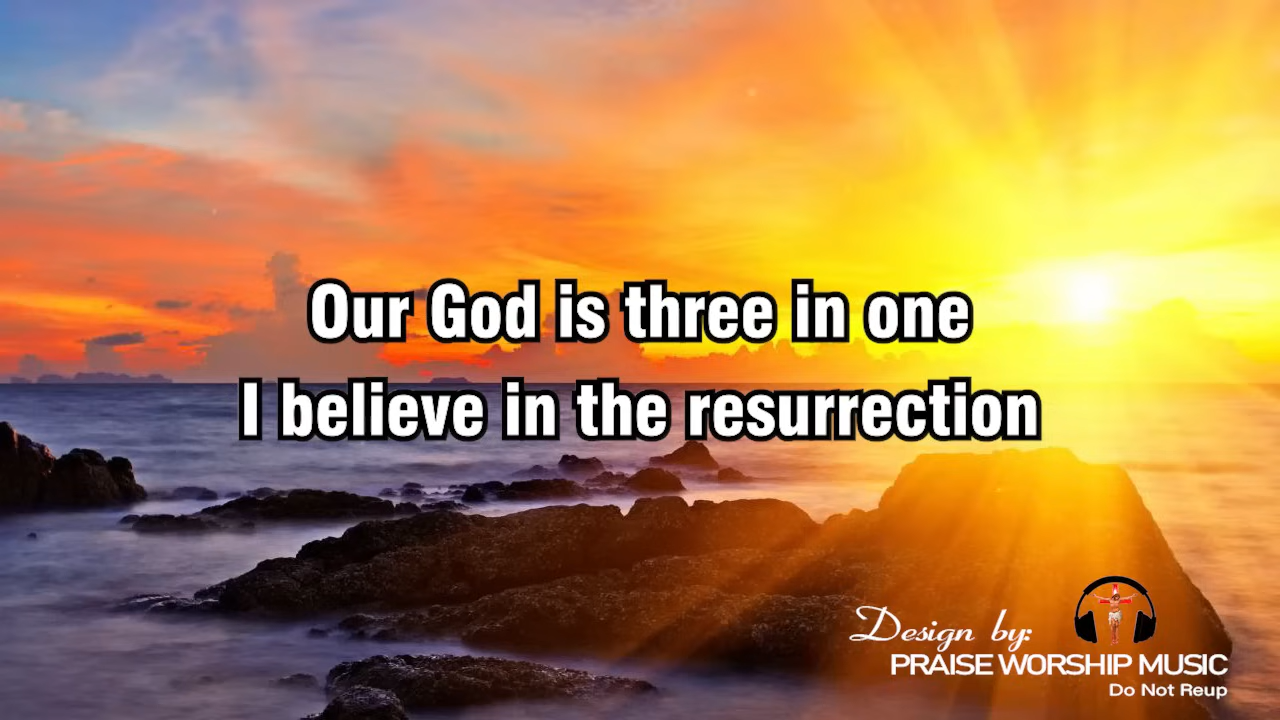 Our God is three in one
I believe in the resurrection
Design by:
PRAISE WORSHIP MUSIC
Do Not Reup